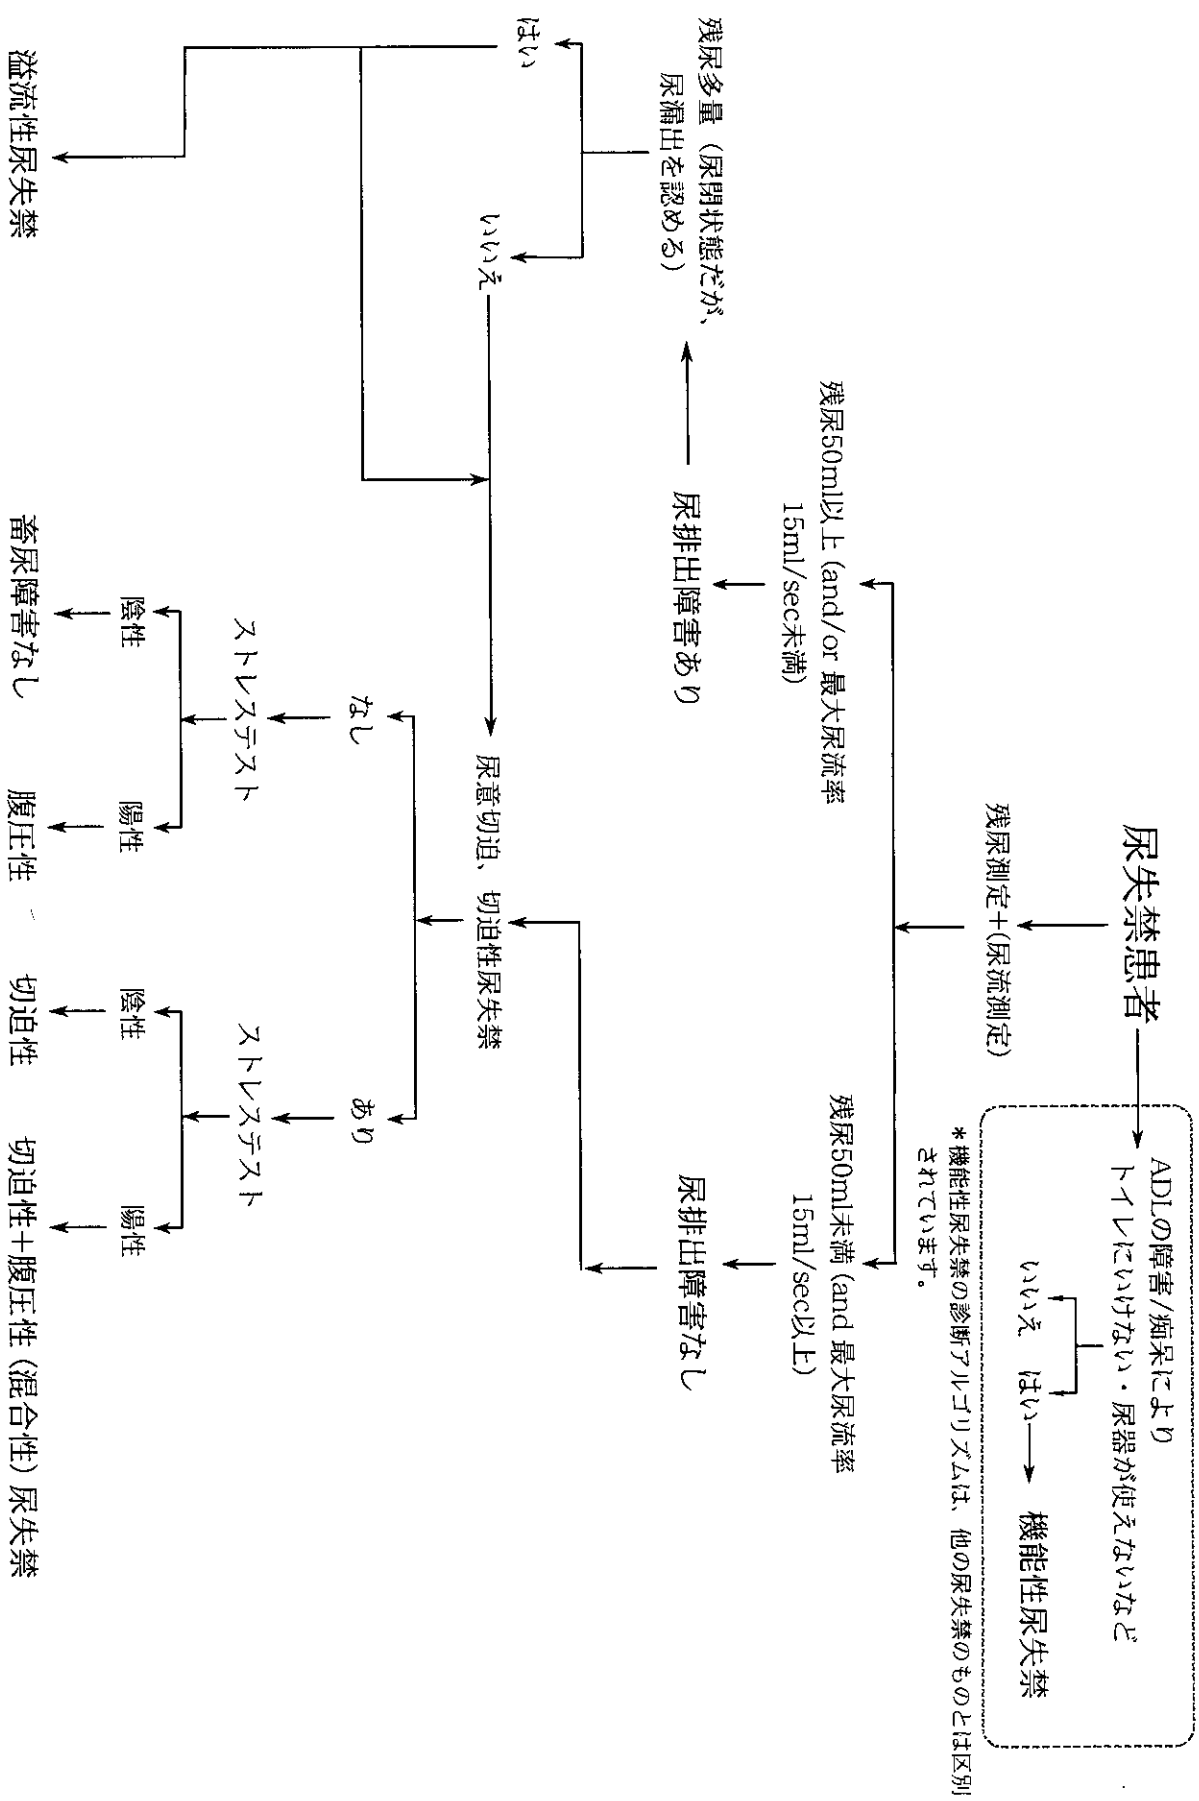 尿失禁患者
ADLの障害/痴呆により
トイレにいけない・尿器が使えないなど
いいえ
はい
機能性尿失禁
*機能性尿失禁の診断アルゴリズムは、他の尿失禁のものとは区別
されています。
残尿測定+(尿流測定)
残尿50ml以上 (and/or 最大尿流率
15ml/sec未満)
残尿50ml未満 (and 最大尿流率
15ml/sec以上)
尿排出障害あり
尿排出障害なし
残尿多量(尿閉状態だが、
尿漏出を認める)
はい
いいえ
尿意切迫、切迫性尿失禁
なし
あり
ストレステスト
ストレステスト
陰性
陽性
陰性
陽性
溢流性尿失禁
畜尿障害なし
腹圧性
切迫性
切迫性+腹圧性 (混合性) 尿失禁